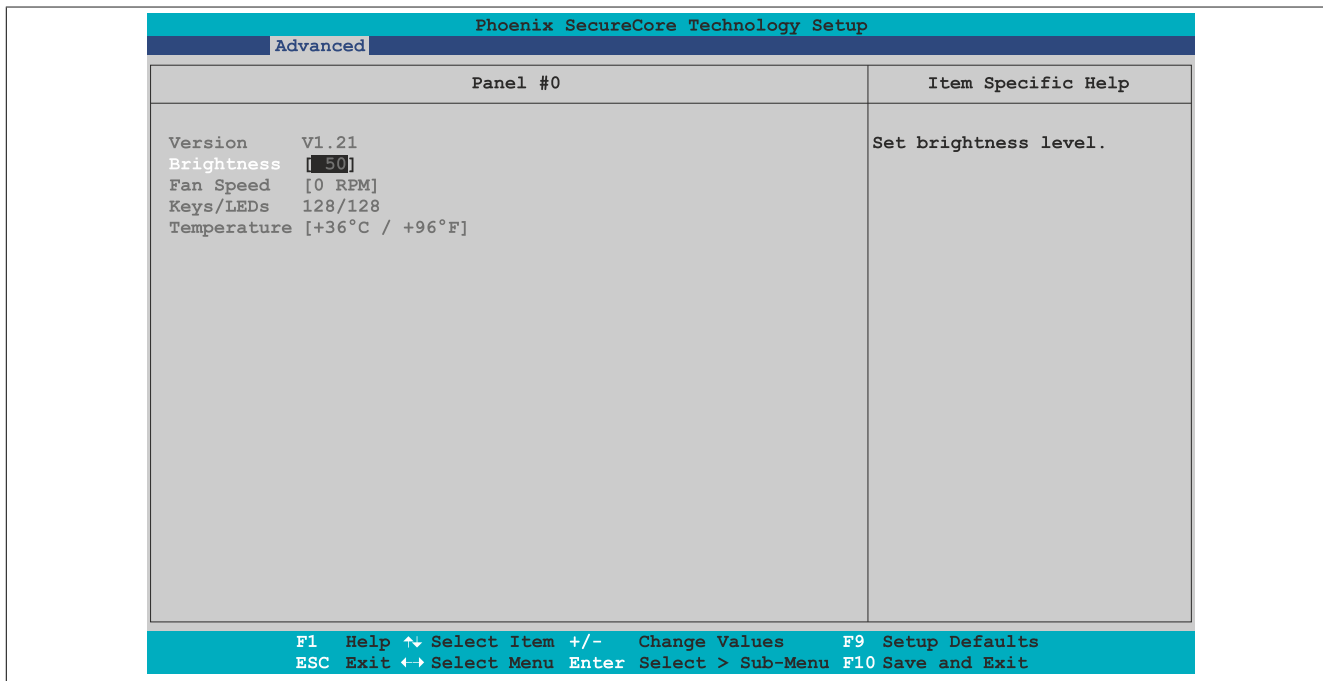 Phoenix SecureCore Technology Setup
Advanced
Panel #0
Item Specific Help
Version V1.21
Brightness [ 50]
Fan Speed [0 RPM]
Keys/LEDs 128/128
Temperature [+36°C / +96°F]
Set brightness level.
F1 Help ↑↓ Select Item +/- Change Values F9 Setup Defaults
ESC Exit ←→ Select Menu Enter Select > Sub-Menu F10 Save and Exit